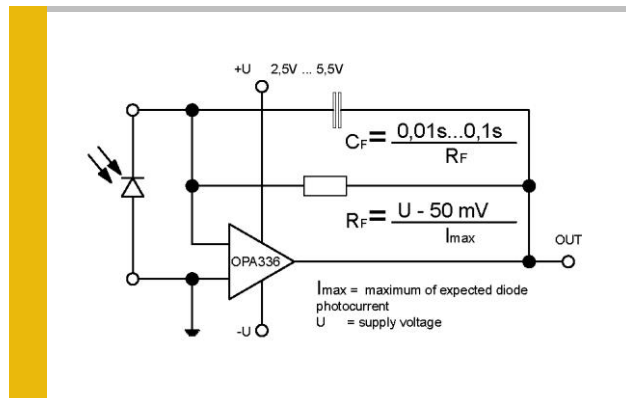 +U 2,5V ... 5,5V
CF = 0,01s...0,1s
RF
RF = U - 50 mV
Imax
OUT
OPA336
Imax = maximum of expected diode
photocurrent
U = supply voltage
-U